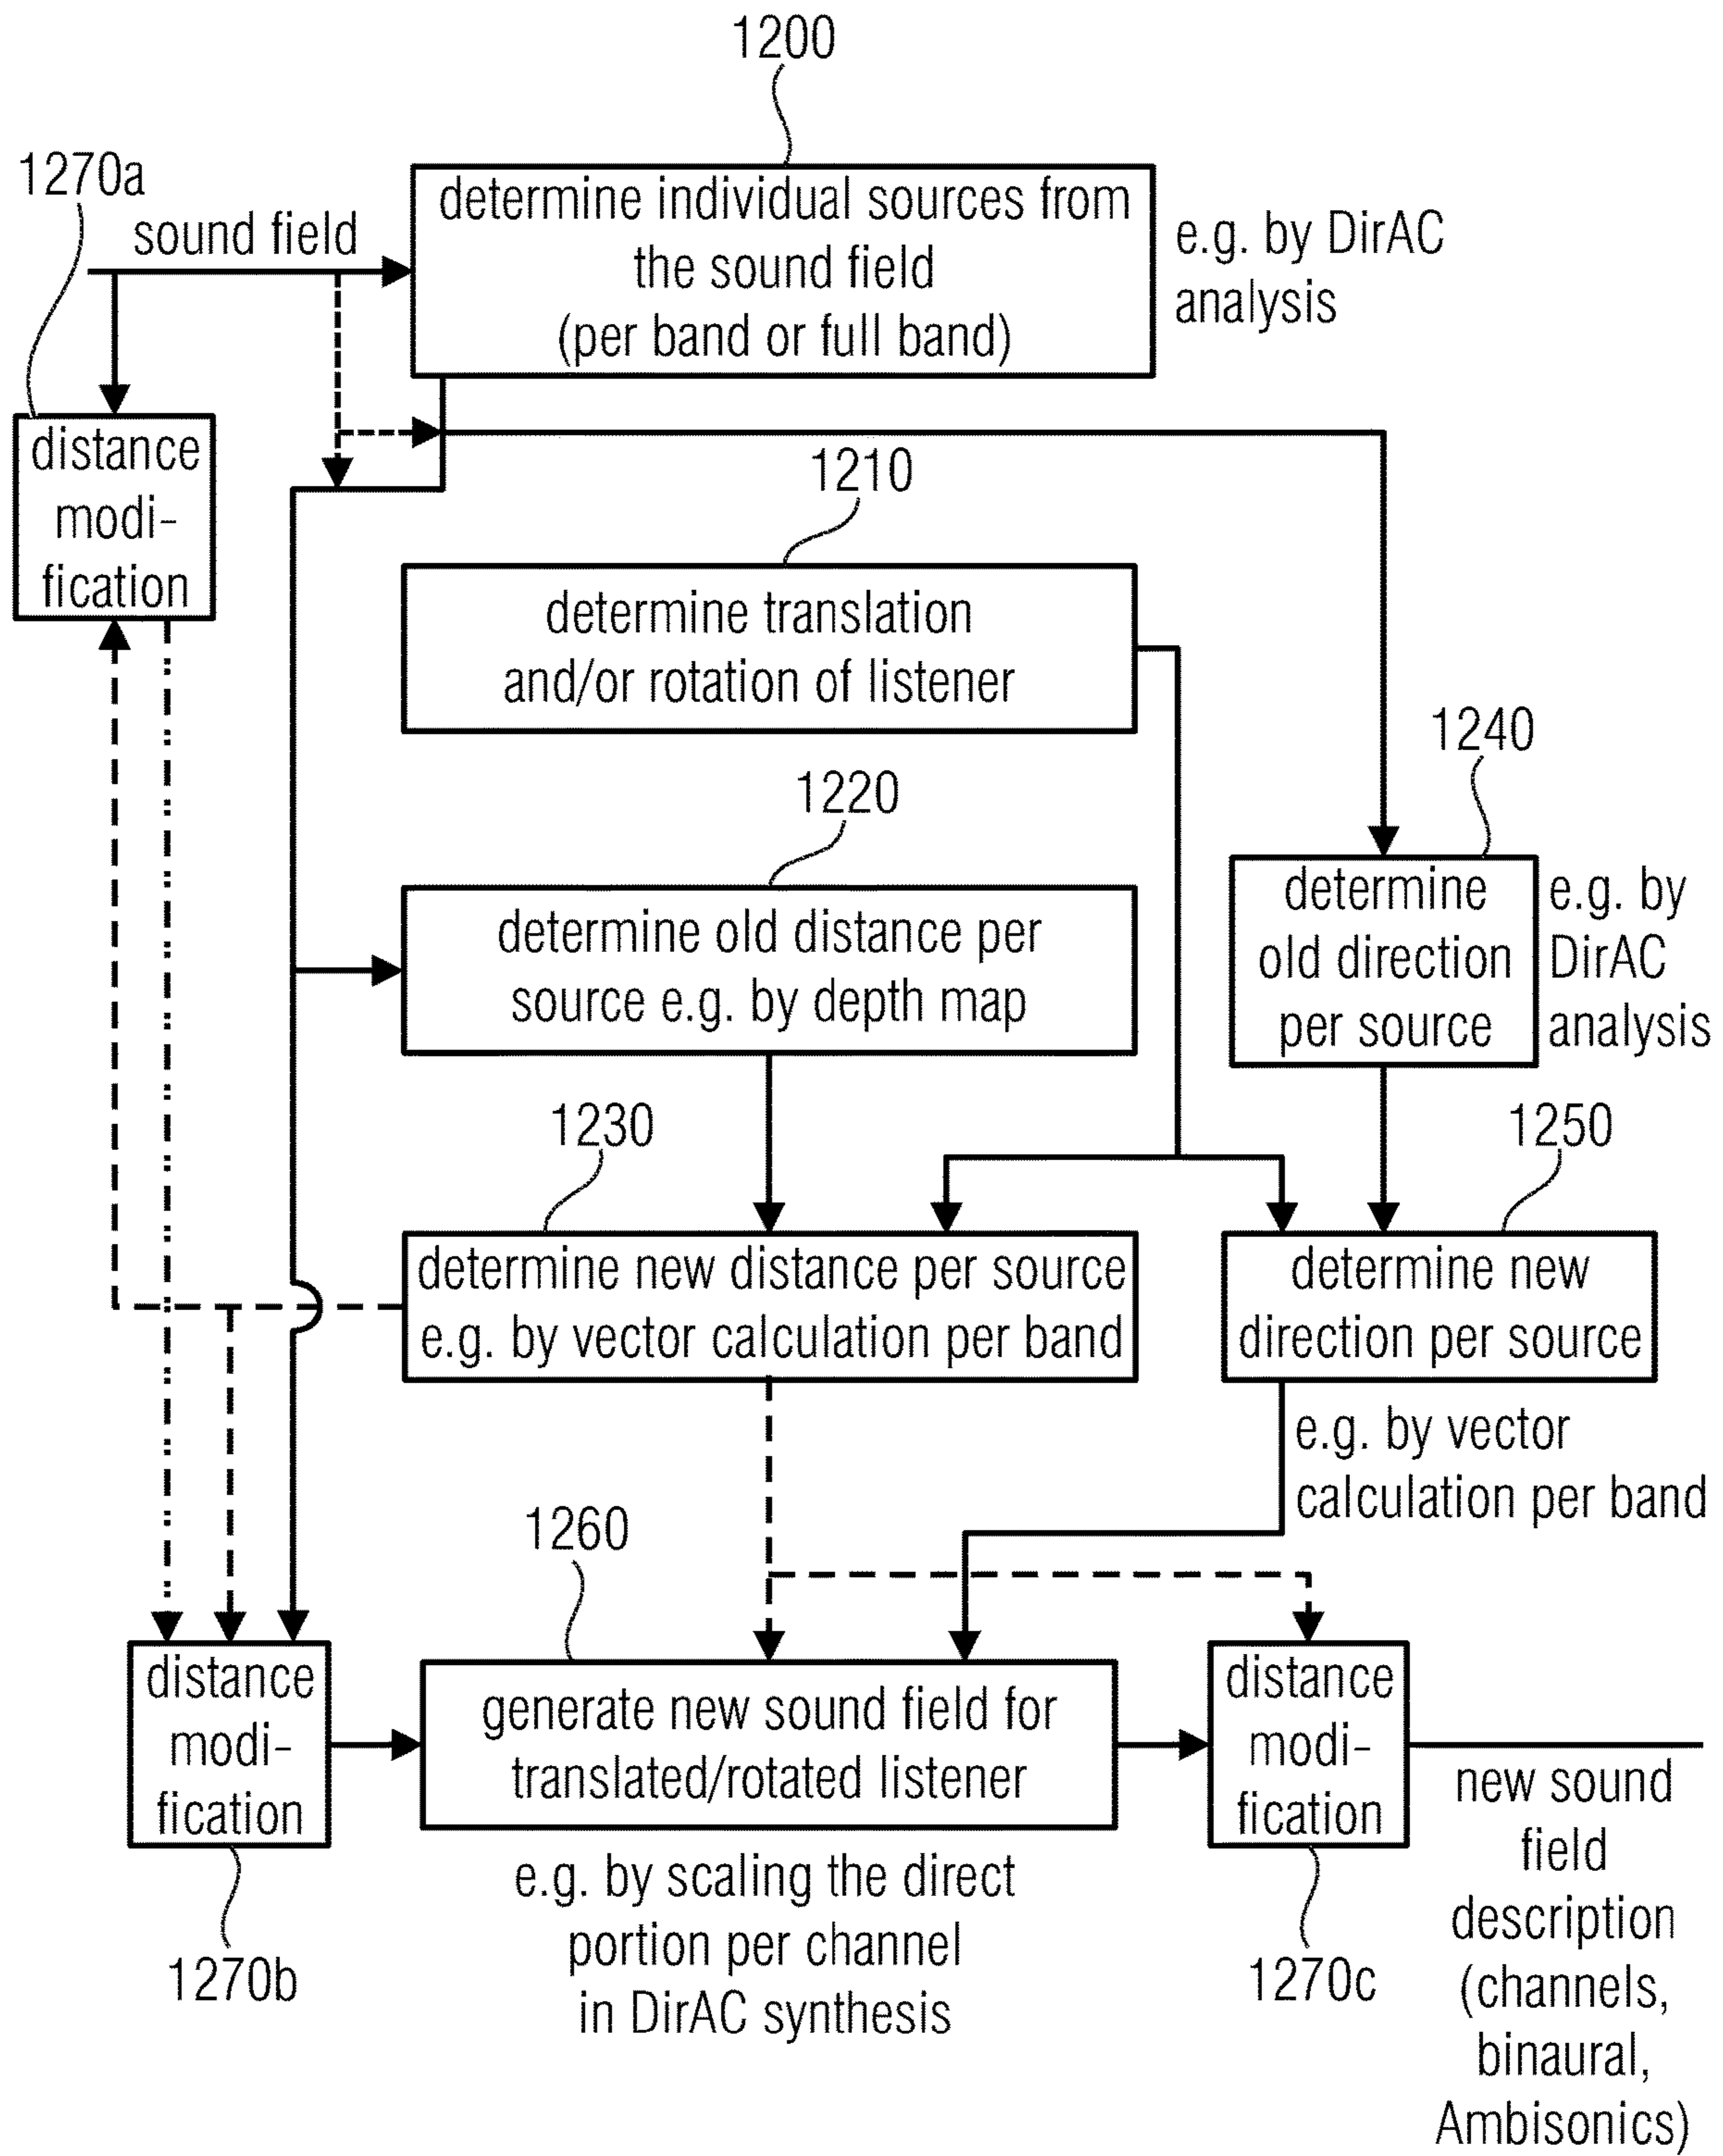 1200
1270a
sound field
determine individual sources from
the sound field
(per band or full band)
e.g. by DirAC
analysis
distance
modi-
fication
1210
determine translation
and/or rotation of listener
1240
1220
determine old distance per
source e.g. by depth map
determine
old direction
per source
e.g. by
DirAC
analysis
1230
1250
determine new distance per source
e.g. by vector calculation per band
determine new
direction per source
e.g. by vector
calculation per band
1260
distance
modi-
fication
generate new sound field for
translated/rotated listener
distance
modi-
fication
1270b
e.g. by scaling the direct
portion per channel
in DirAC synthesis
1270c
new sound
field
description
(channels,
binaural,
Ambisonics)